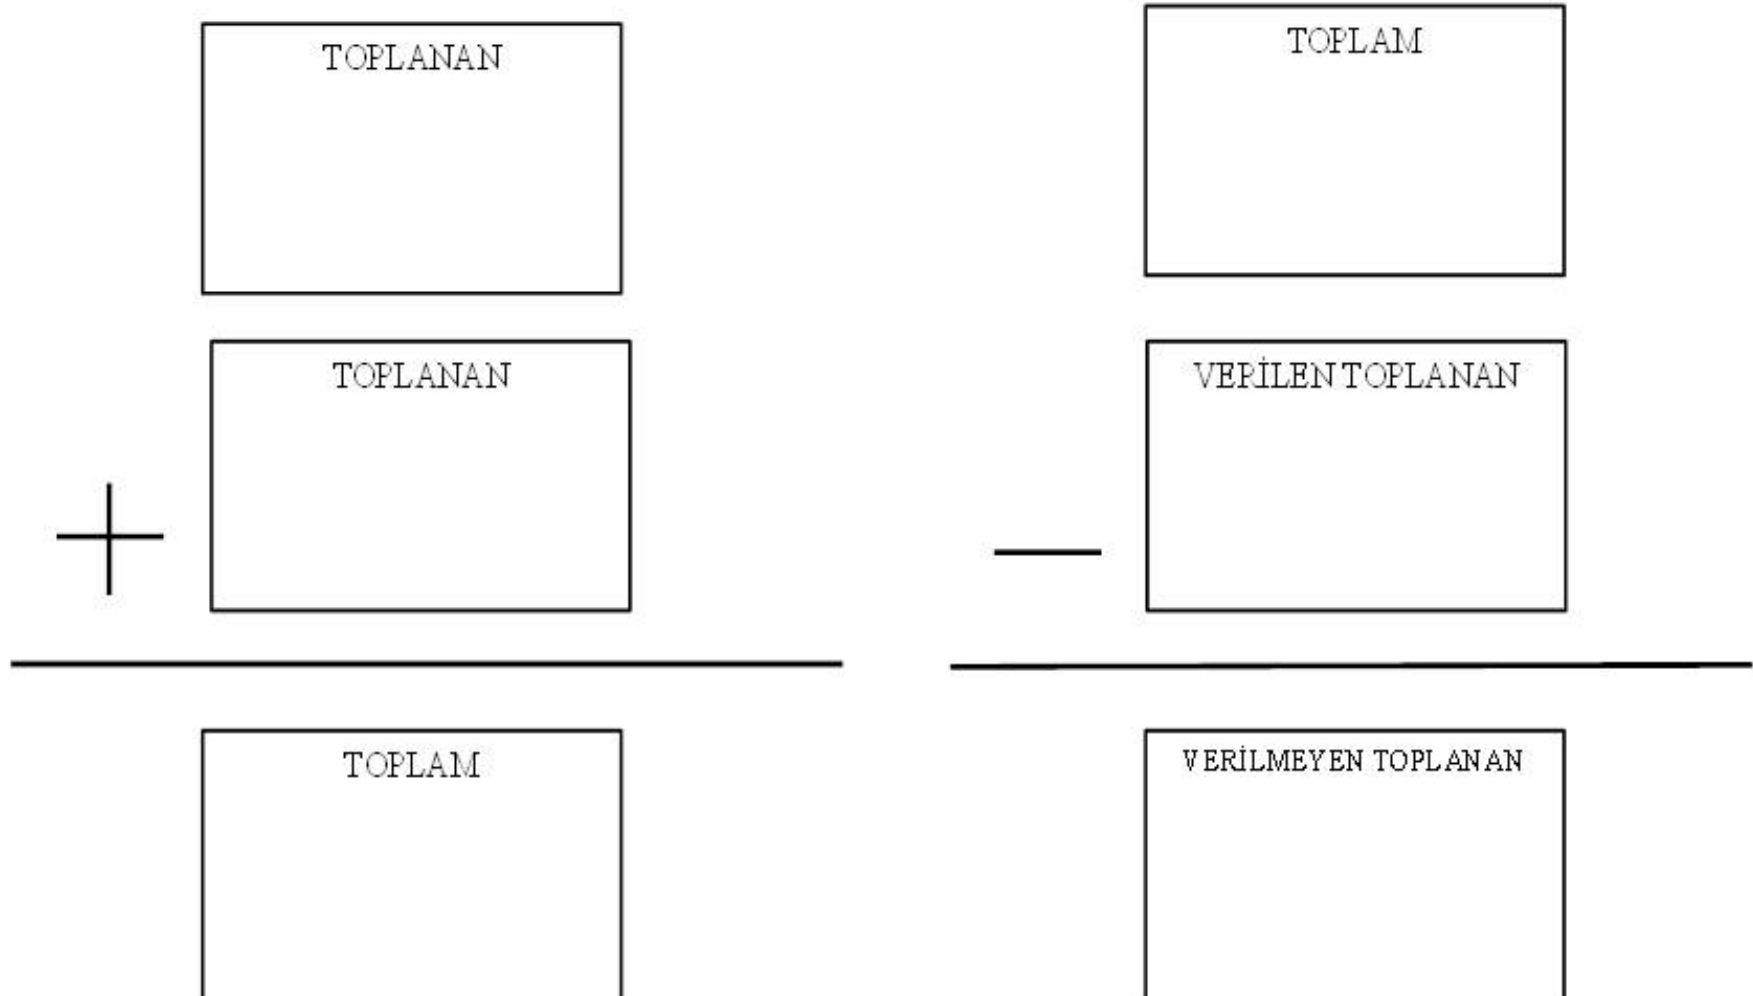 TOPLANAN
TOPLANAN
+
TOPLAM
TOPLAM
VERİLEN TOPLANAN
—
VERİLMEYEN TOPLANAN